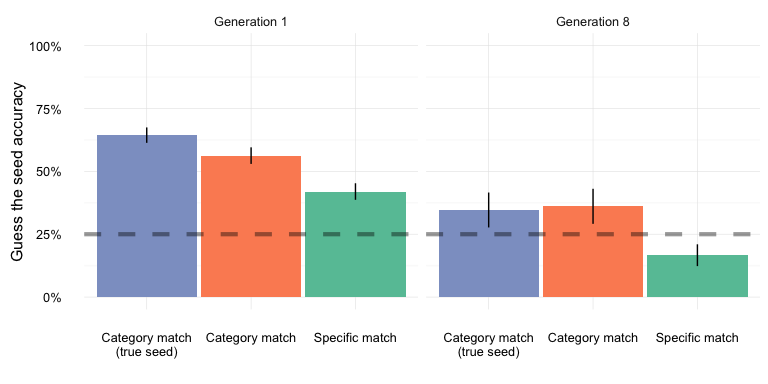 Generation 1
Generation 8
Guess the seed accuracy
100%
75%
50%
25%
0%
Category match
(true seed)
Category match
Specific match
Category match
(true seed)
Category match
Specific match